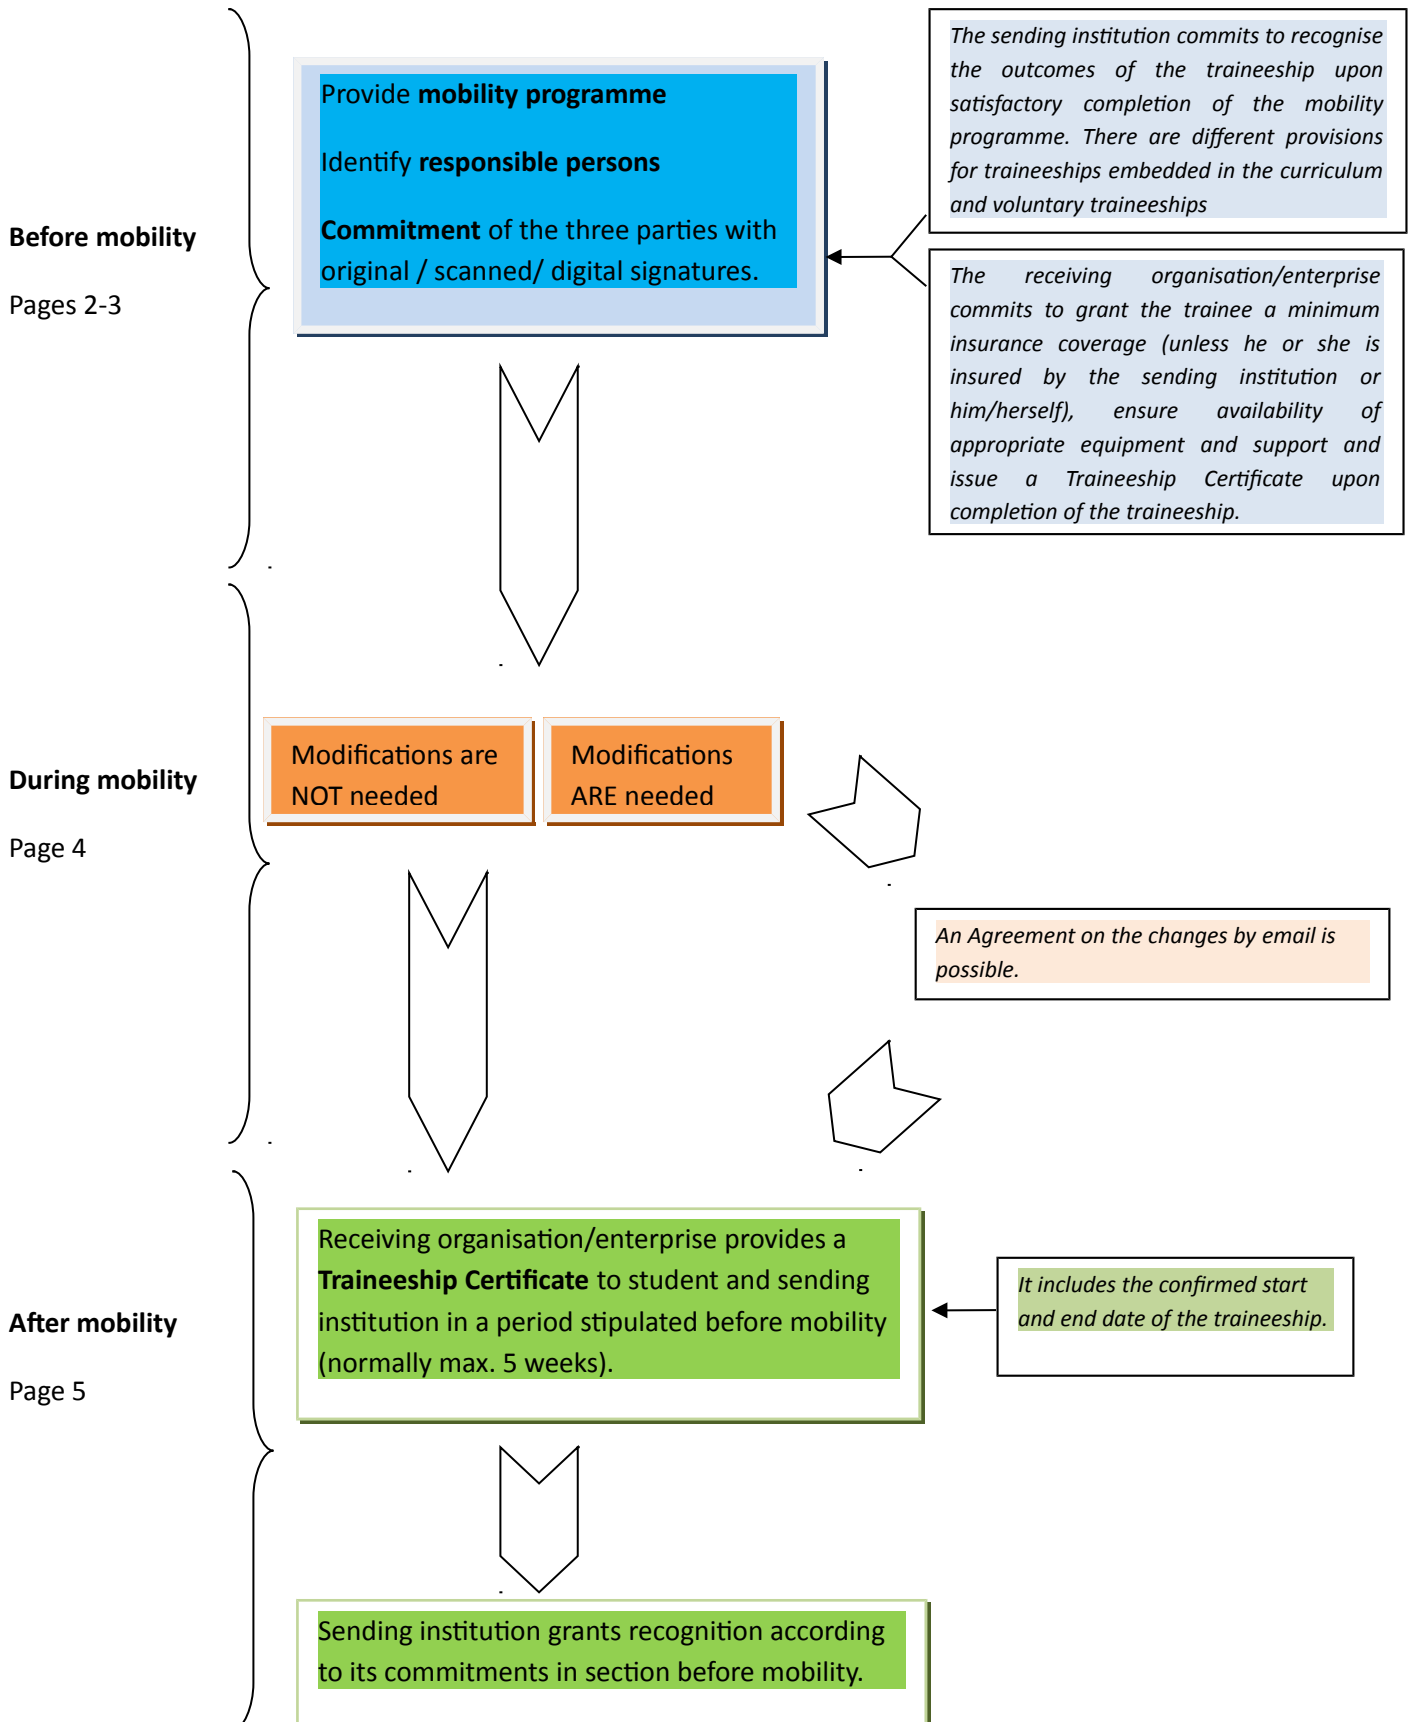 Before mobility
Pages 2-3
Provide mobility programme
Identify responsible persons
Commitment of the three parties with
original / scanned/ digital signatures.
The sending institution commits to recognise
the outcomes of the traineeship upon
satisfactory completion of the mobility
programme. There are different provisions
for traineeships embedded in the curriculum
and voluntary traineeships
The receiving organisation/enterprise
commits to grant the trainee a minimum
insurance coverage (unless he or she is
insured by the sending institution or
him/herself), ensure availability of
appropriate equipment and support and
issue a Traineeship Certificate upon
completion of the traineeship.
During mobility
Page 4
Modifications are
NOT needed
Modifications
ARE needed
An Agreement on the changes by email is
possible.
After mobility
Page 5
Receiving organisation/enterprise provides a
Traineeship Certificate to student and sending
institution in a period stipulated before mobility
(normally max. 5 weeks).
It includes the confirmed start
and end date of the traineeship.
Sending institution grants recognition according
to its commitments in section before mobility.